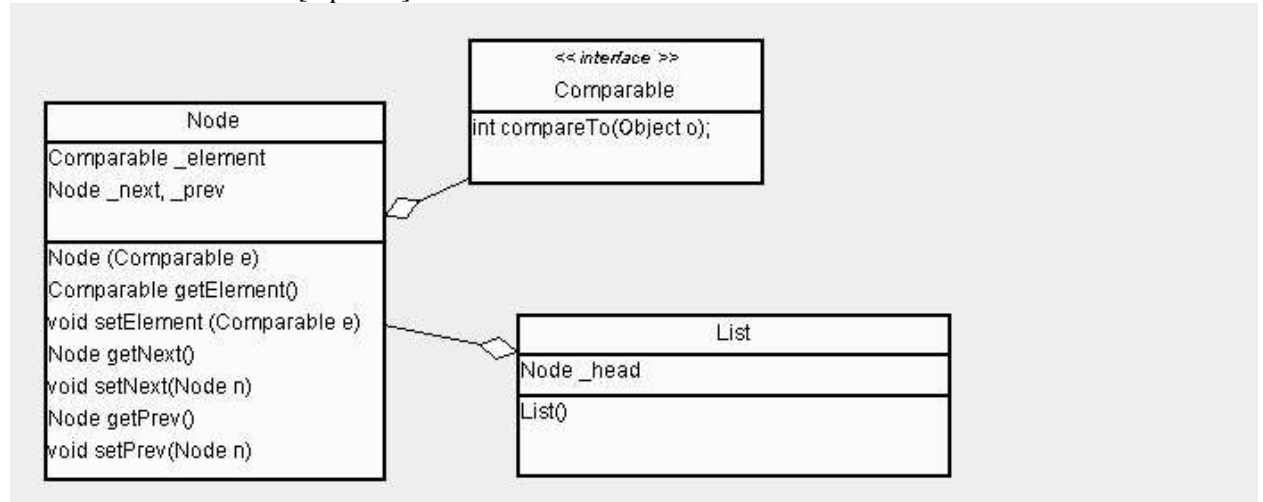 << interface >>
Comparable
int compareTo(Object o);
Node
Comparable _element
Node _next, _prev
Node (Comparable e)
Comparable getElement()
void setElement (Comparable e)
Node getNext()
void setNext(Node n)
Node getPrev()
void setPrev(Node n)
List
Node _head
List()